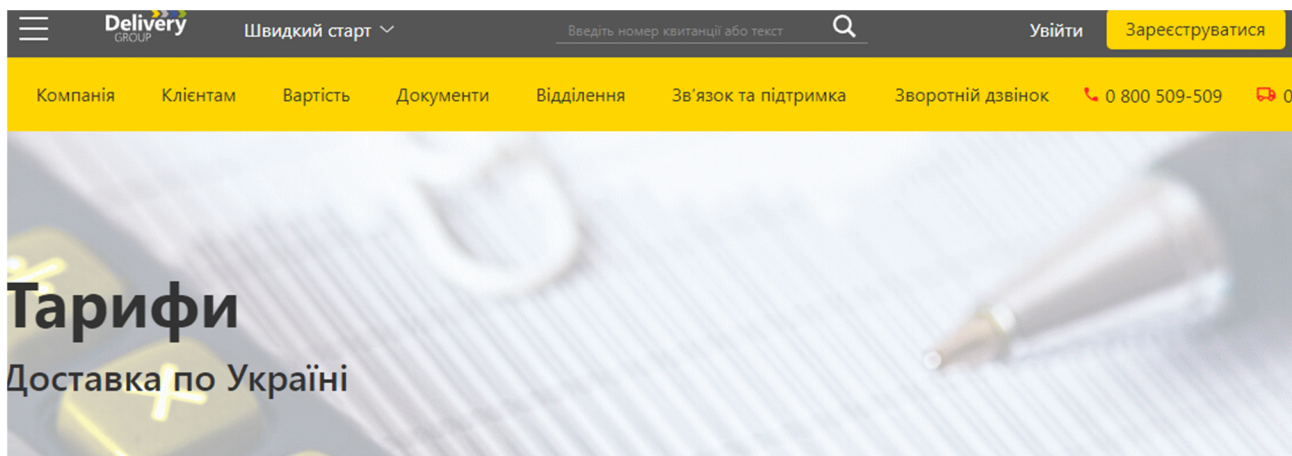 Delivery
GROUP
Швидкий старт
Введіть номер квитанції або текст
Увійти
Зареєструватися
Компанія
Клієнтам
Вартість
Документи
Відділення
Зв’язок та підтримка
Зворотній дзвінок
0 800 509-509
0
Тарифи
Доставка по Україні